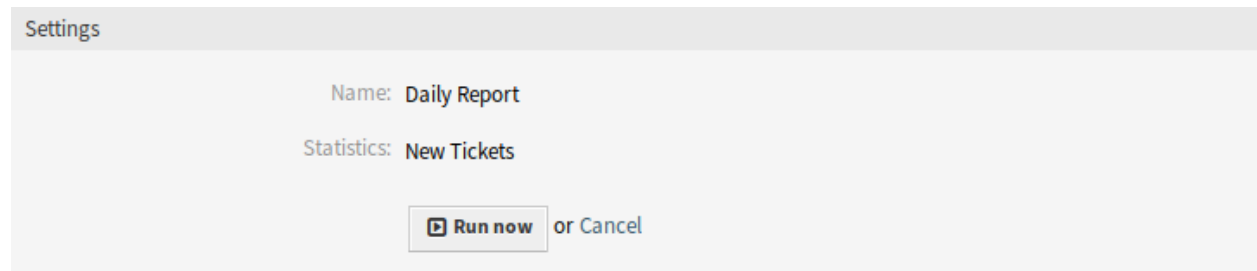 Settings
Name: Daily Report
Statistics: New Tickets
Run now or Cancel